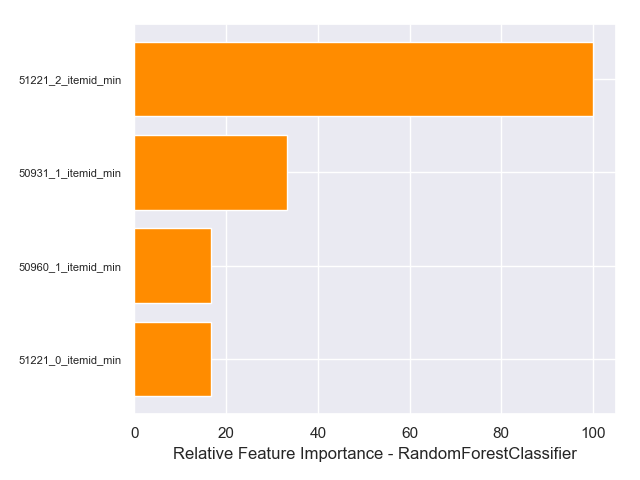 51221_2_itemid_min
50931_1_itemid_min
50960_1_itemid_min
51221_0_itemid_min
0 20 40 60 80 100
Relative Feature Importance - RandomForestClassifier